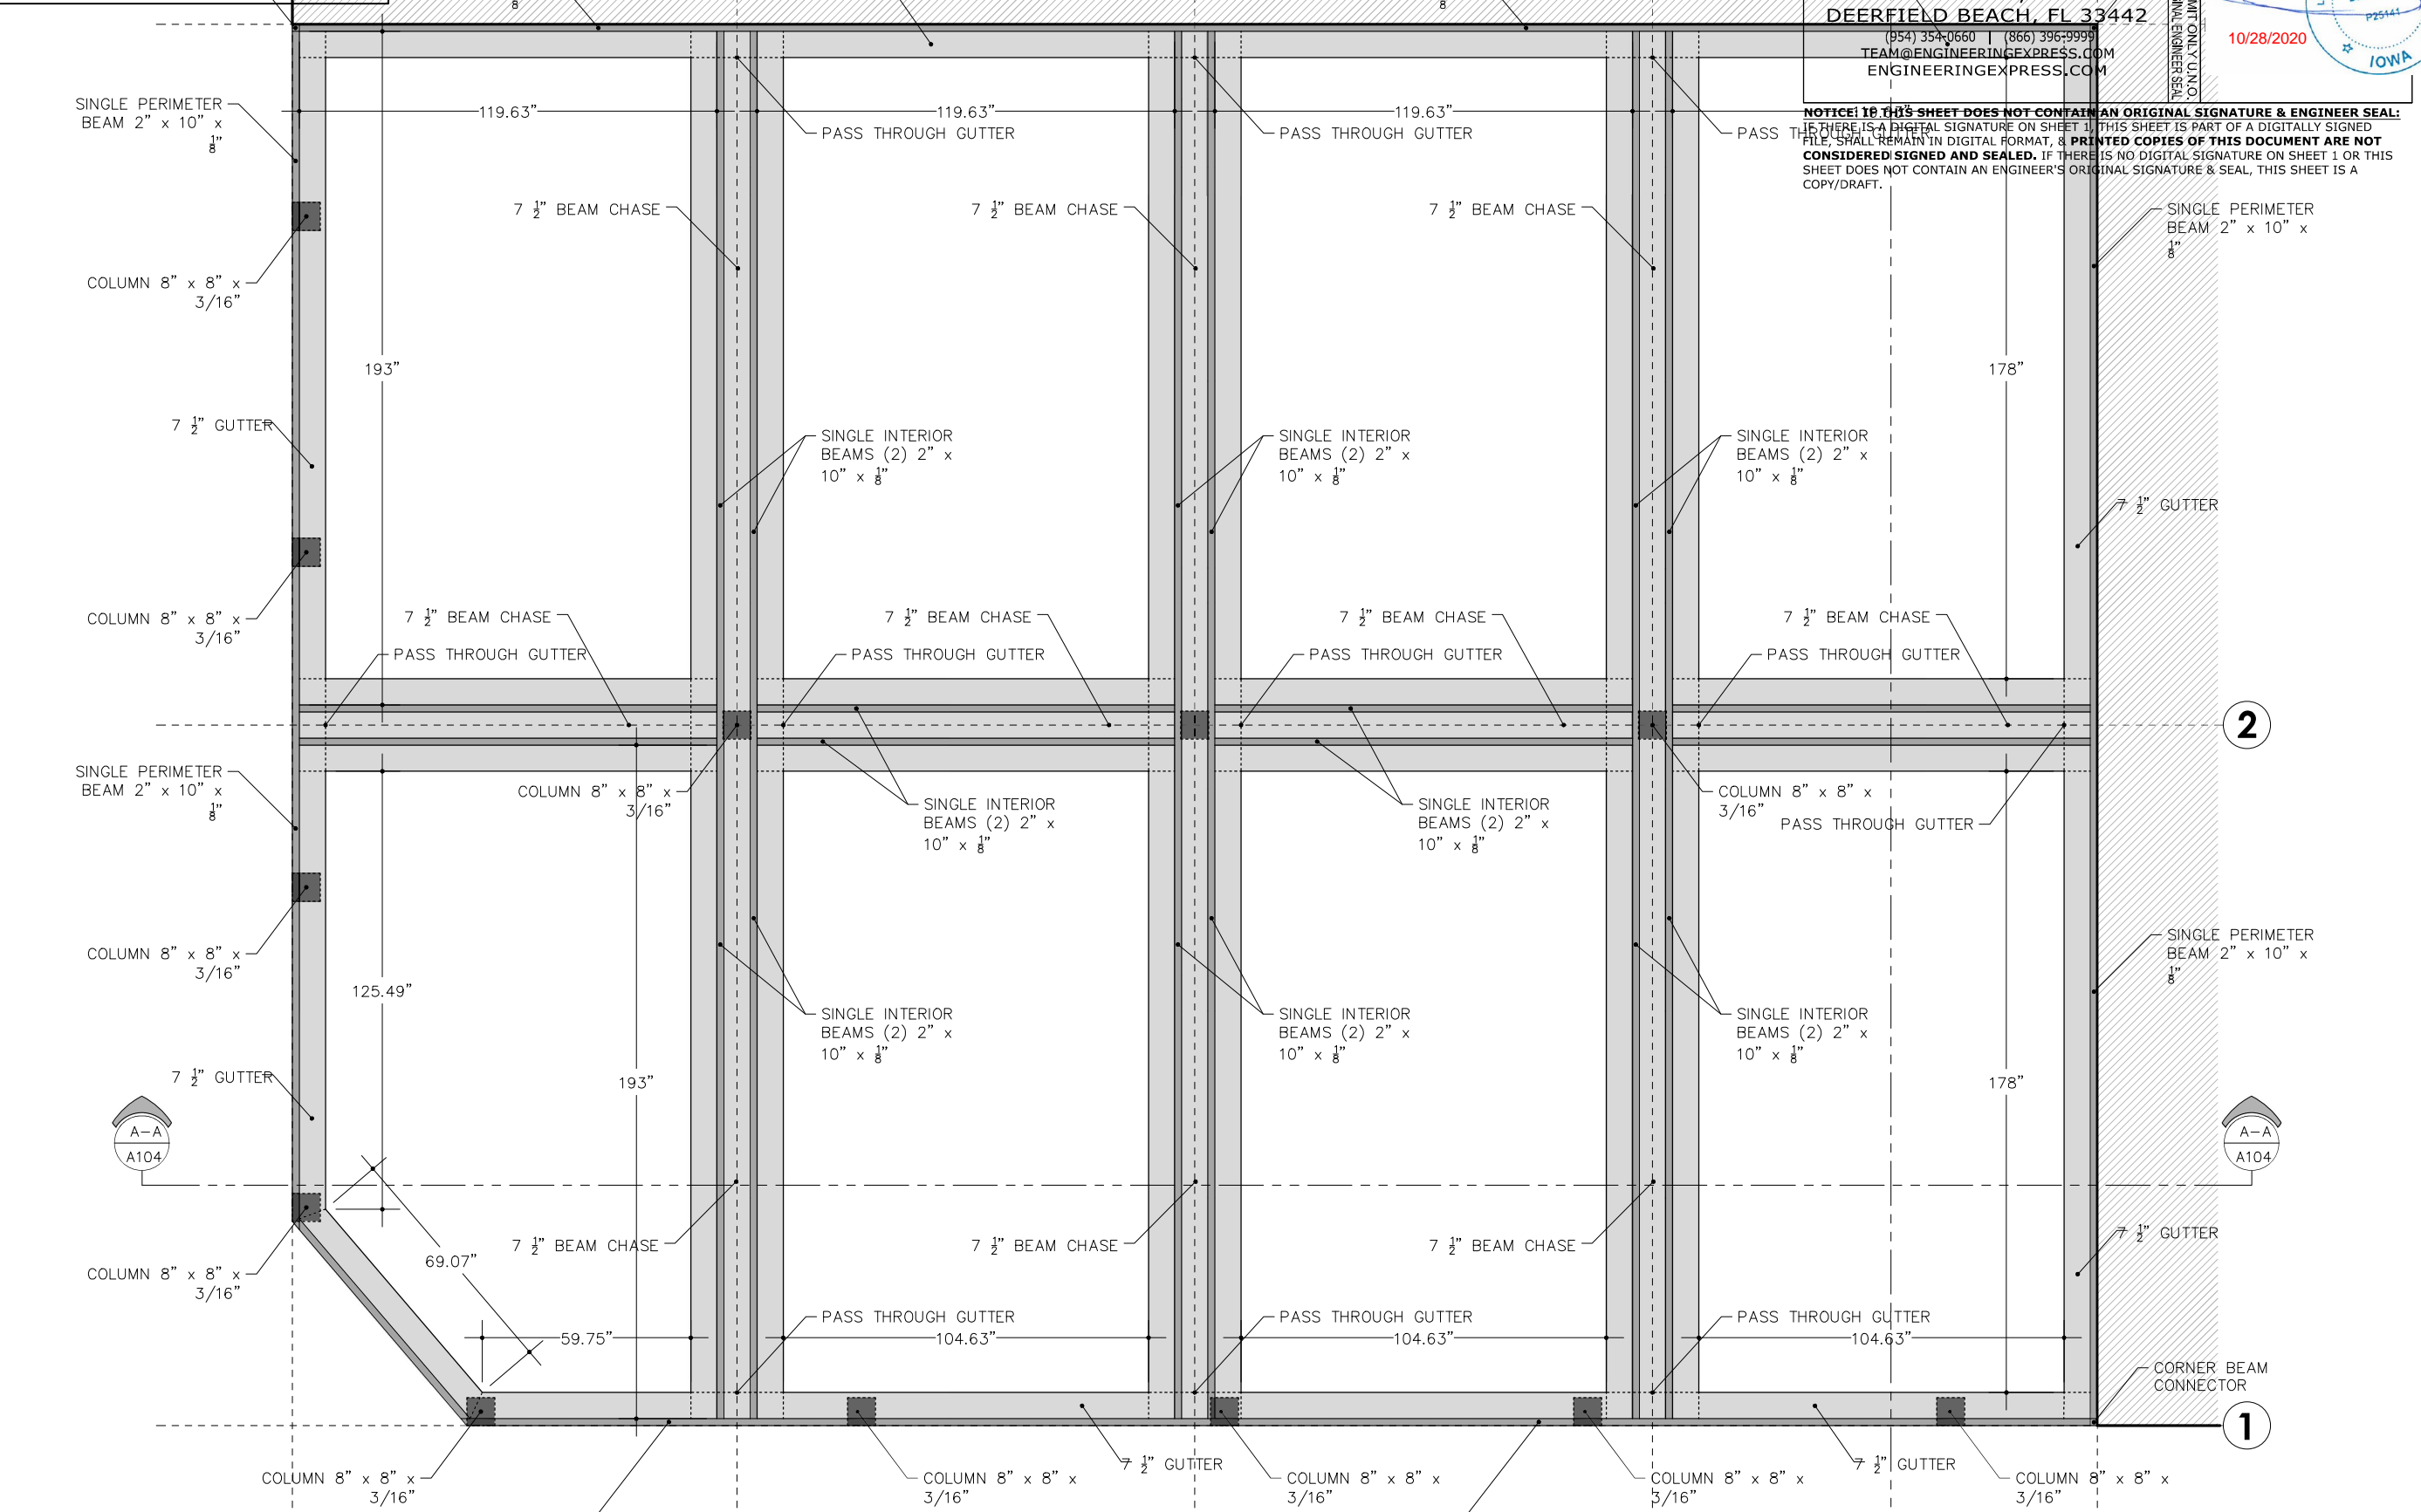 8
8
DEERFIELD BEACH, FL 33442
(954) 354-0660 | (866) 396-9999
TEAM@ENGINEERINGEXPRESS.COM
ENGINEERINGEXPRESS.COM
10/28/2020
P25141
IOWA
NOTICE: IF THIS SHEET DOES NOT CONTAIN AN ORIGINAL SIGNATURE & ENGINEER SEAL:
IF THERE IS A DIGITAL SIGNATURE ON SHEET 1, THIS SHEET IS PART OF A DIGITALLY SIGNED
FILE, SHALL REMAIN IN DIGITAL FORMAT, & PRINTED COPIES OF THIS DOCUMENT ARE NOT
CONSIDERED SIGNED AND SEALED. IF THERE IS NO DIGITAL SIGNATURE ON SHEET 1 OR THIS
SHEET DOES NOT CONTAIN AN ENGINEER'S ORIGINAL SIGNATURE & SEAL, THIS SHEET IS A
COPY/DRAFT.
SINGLE PERIMETER
BEAM 2" x 10" x
1/8"
119.63"
119.63"
119.63"
119.63"
PASS THROUGH GUTTER
PASS THROUGH GUTTER
PASS THROUGH GUTTER
7 1/2" BEAM CHASE
7 1/2" BEAM CHASE
7 1/2" BEAM CHASE
SINGLE PERIMETER
BEAM 2" x 10" x
1/8"
COLUMN 8" x 8" x
3/16"
193"
178"
7 1/2" GUTTER
SINGLE INTERIOR
BEAMS (2) 2" x
10" x 1/8"
SINGLE INTERIOR
BEAMS (2) 2" x
10" x 1/8"
SINGLE INTERIOR
BEAMS (2) 2" x
10" x 1/8"
7 1/2" GUTTER
COLUMN 8" x 8" x
3/16"
7 1/2" BEAM CHASE
7 1/2" BEAM CHASE
7 1/2" BEAM CHASE
7 1/2" BEAM CHASE
PASS THROUGH GUTTER
PASS THROUGH GUTTER
PASS THROUGH GUTTER
PASS THROUGH GUTTER
2
SINGLE PERIMETER
BEAM 2" x 10" x
1/8"
COLUMN 8" x 8" x
3/16"
SINGLE INTERIOR
BEAMS (2) 2" x
10" x 1/8"
SINGLE INTERIOR
BEAMS (2) 2" x
10" x 1/8"
COLUMN 8" x 8" x
3/16"
PASS THROUGH GUTTER
COLUMN 8" x 8" x
3/16"
SINGLE PERIMETER
BEAM 2" x 10" x
1/8"
125.49"
SINGLE INTERIOR
BEAMS (2) 2" x
10" x 1/8"
SINGLE INTERIOR
BEAMS (2) 2" x
10" x 1/8"
SINGLE INTERIOR
BEAMS (2) 2" x
10" x 1/8"
7 1/2" GUTTER
193"
178"
A-A
A104
A-A
A104
7 1/2" BEAM CHASE
7 1/2" BEAM CHASE
7 1/2" BEAM CHASE
7 1/2" GUTTER
69.07"
COLUMN 8" x 8" x
3/16"
PASS THROUGH GUTTER
PASS THROUGH GUTTER
PASS THROUGH GUTTER
59.75"
104.63"
104.63"
104.63"
CORNER BEAM
CONNECTOR
1
7 1/2" GUTTER
7 1/2" GUTTER
COLUMN 8" x 8" x
3/16"
COLUMN 8" x 8" x
3/16"
COLUMN 8" x 8" x
3/16"
COLUMN 8" x 8" x
3/16"
COLUMN 8" x 8" x
3/16"